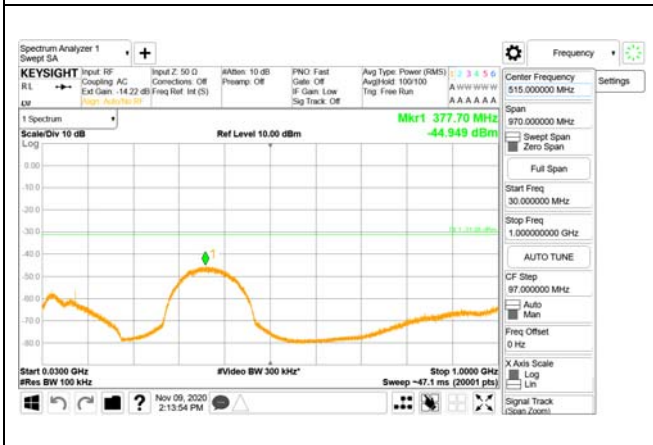 Spectrum Analyzer 1
Swept SA
+
Frequency
KEYSIGHT
Input: RF
Input Z: 50 Ω
#Atten: 10 dB
PNO: Fast
Avg Type: Power (RMS)
1 2 3 4 5 6
RL
Coupling: AC
Corrections: Off
Preamp: Off
Gate: Off
Avg|Hold: 100/100
A W W W W W
Ext Gain: -14.22 dB
Freq Ref: Int (S)
IF Gain: Low
Trig: Free Run
Align: Auto/No RF
Sig Track: Off
A A A A A A
1 Spectrum
Mkr1 377.70 MHz
Scale/Div 10 dB
Ref Level 10.00 dBm
-44.949 dBm
Log
0.00
-10.0
-20.0
-30.0
-40.0
-50.0
-60.0
-70.0
-80.0
1
Start 0.0300 GHz
#Video BW 300 kHz*
Stop 1.0000 GHz
#Res BW 100 kHz
Sweep ~47.1 ms (20001 pts)
Nov 09, 2020
2:13:54 PM
Center Frequency
515.000000 MHz
Settings
Span
970.000000 MHz
Swept Span
Zero Span
Full Span
Start Freq
30.000000 MHz
Stop Freq
1.000000000 GHz
AUTO TUNE
CF Step
97.000000 MHz
Auto
Man
Freq Offset
0 Hz
X Axis Scale
Log
Lin
Signal Track
(Span Zoom)